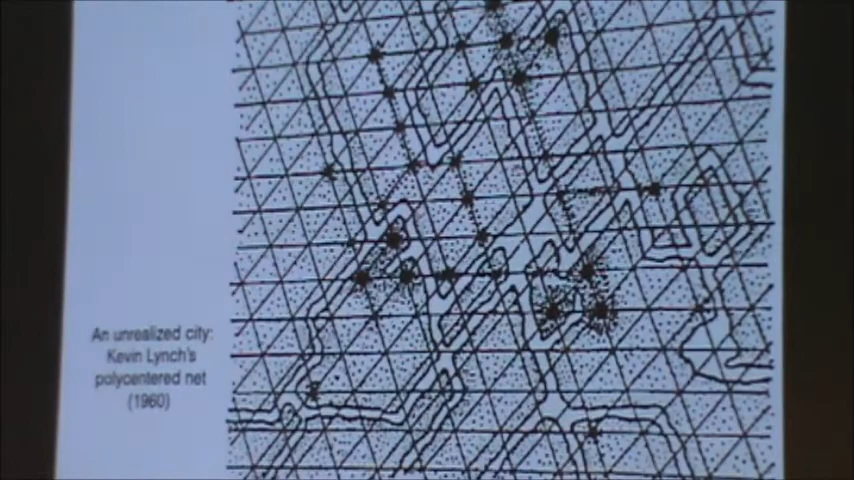 An unrealized city:
Kevin Lynch's
polycentered net
(1960)